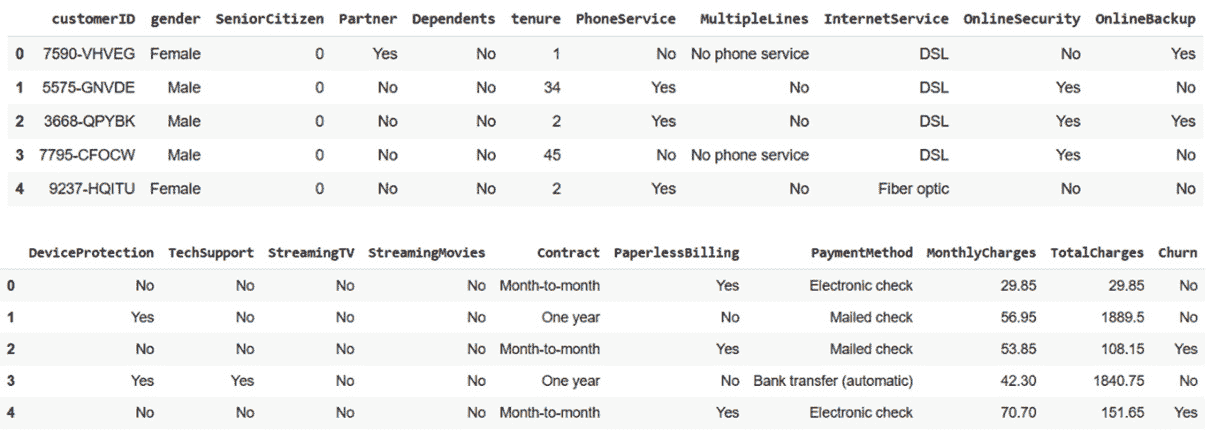 customerID gender SeniorCitizen Partner Dependents tenure PhoneService MultipleLines InternetService OnlineSecurity OnlineBackup
0 7590-VHVEG Female 0 Yes No 1 No No phone service DSL No Yes
1 5575-GNVDE Male 0 No No 34 Yes No DSL Yes No
2 3668-QPYBK Male 0 No No 2 Yes No DSL Yes Yes
3 7795-CFOCW Male 0 No No 45 No No phone service DSL Yes No
4 9237-HQITU Female 0 No No 2 Yes No Fiber optic No No
DeviceProtection TechSupport StreamingTV StreamingMovies Contract PaperlessBilling PaymentMethod MonthlyCharges TotalCharges Churn
0 No No No No Month-to-month Yes Electronic check 29.85 29.85 No
1 Yes No No No One year No Mailed check 56.95 1889.5 No
2 No No No No Month-to-month Yes Mailed check 53.85 108.15 Yes
3 Yes Yes No No One year No Bank transfer (automatic) 42.30 1840.75 No
4 No No No No Month-to-month Yes Electronic check 70.70 151.65 Yes